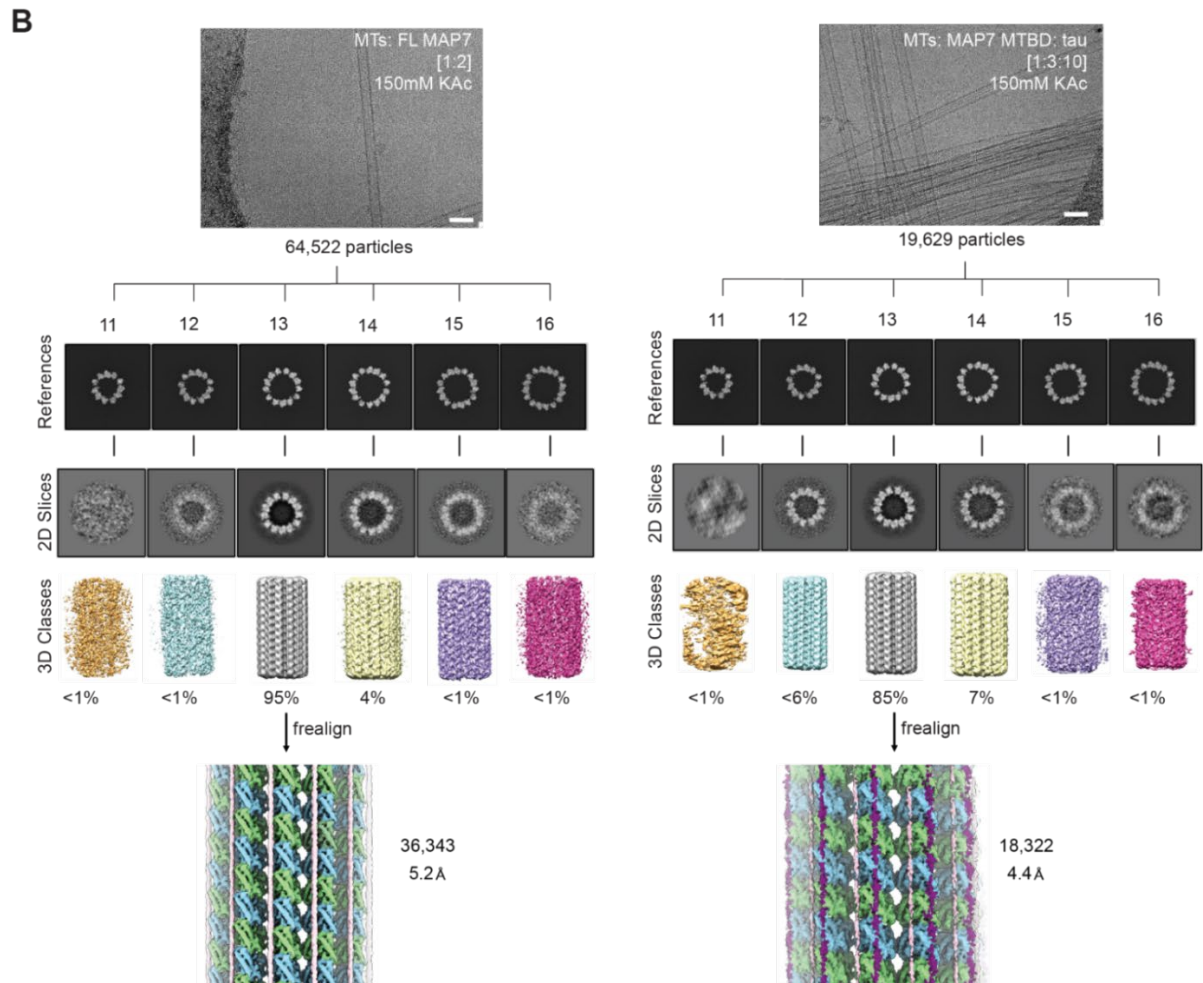 B
MTs: FL MAP7
[1:2]
150mM KAc
64,522 particles
11 12 13 14 15 16
References
2D Slices
3D Classes
<1% <1% 95% 4% <1% <1%
frealign
36,343
5.2Å
MTs: MAP7 MTBD: tau
[1:3:10]
150mM KAc
19,629 particles
11 12 13 14 15 16
References
2D Slices
3D Classes
<1% <6% 85% 7% <1% <1%
frealign
18,322
4.4Å